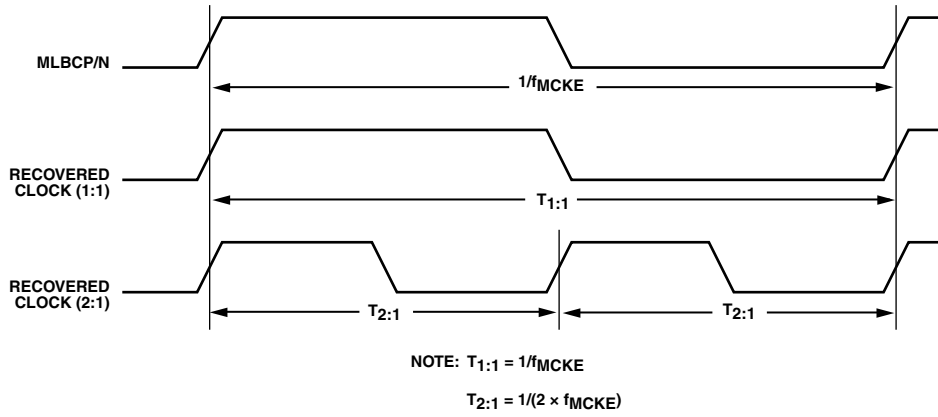 MLBCP/N
1/fMCKE
RECOVERED
CLOCK (1:1)
T1:1
RECOVERED
CLOCK (2:1)
T2:1
T2:1
NOTE: T1:1 = 1/fMCKE
T2:1 = 1/(2 × fMCKE)